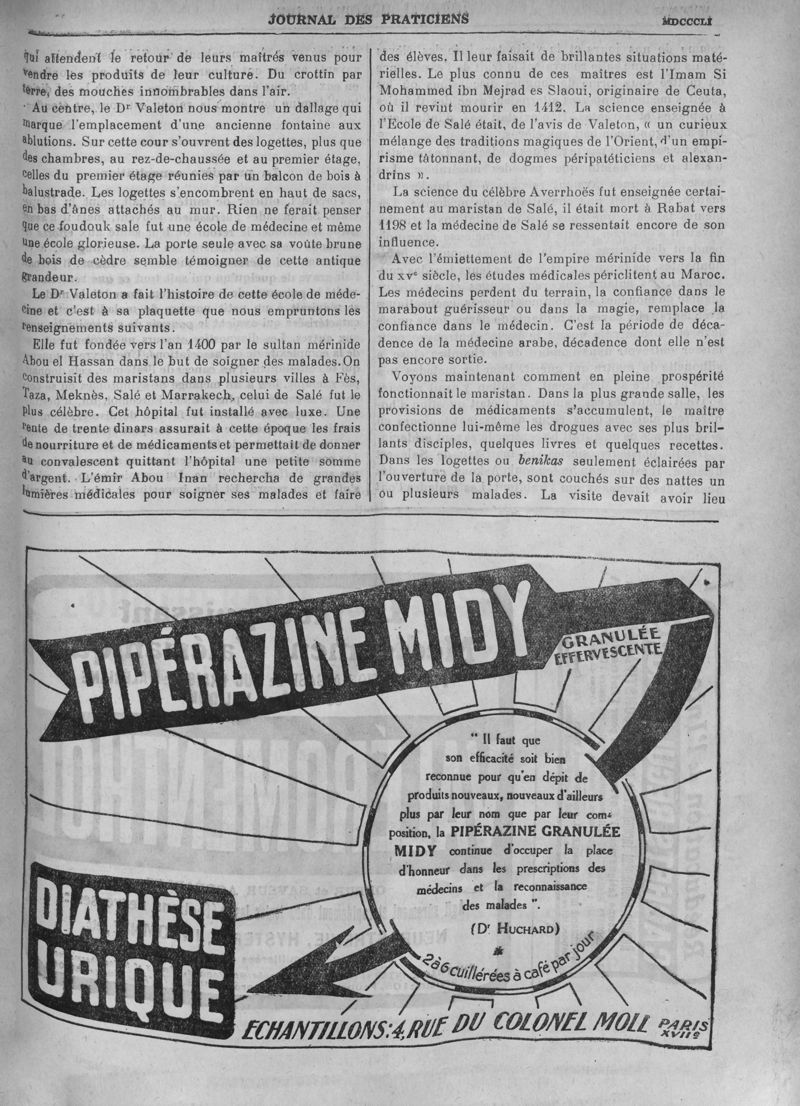 JOURNAL DES PRATICIENS
MDCCCLI
qui attendent le retour de leurs maîtrés venus pour
vendre les produits de leur culture. Du crottin par
terre, des mouches innombrables dans l'air.
Au centre, le Dr Valeton nous montre un dallage qui
marque l'emplacement d'une ancienne fontaine aux
ablutions. Sur cette cour s'ouvrent des logettes, plus que
des chambres, au rez-de-chaussée et au premier étage,
celles du premier étage réunies par un balcon de bois à
balustrade. Les logettes s'encombrent en haut de sacs,
en bas d'ânes attachés au mur. Rien ne ferait penser
que ce foudouk sale fut une école de médecine et même
une école glorieuse. La porte seule avec sa voûte brune
de bois de cèdre semble témoigner de cette antique
grandeur.
Le Dr Valeton a fait l'histoire de cette école de méde-
cine et c'est à sa plaquette que nous empruntons les
renseignements suivants.
Elle fut fondée vers l'an 1400 par le sultan mérinide
Abou el Hassan dans le but de soigner des malades. On
construisit des maristans dans plusieurs villes à Fès,
Taza, Meknès, Salé et Marrakech, celui de Salé fut le
plus célèbre. Cet hôpital fut installé avec luxe. Une
rente de trente dinars assurait à cette époque les frais
de nourriture et de médicaments et permettait de donner
au convalescent quittant l'hôpital une petite somme
d'argent. L'émir Abou Inan rechercha de grandes
lumières médicales pour soigner ses malades et faire
des élèves. Il leur faisait de brillantes situations maté-
rielles. Le plus connu de ces maîtres est l'Imam Si
Mohammed ibn Mejrad es Slaoui, originaire de Ceuta,
où il revint mourir en 1412. La science enseignée à
l'Ecole de Salé était, de l'avis de Valeton, « un curieux
mélange des traditions magiques de l'Orient, d'un empi-
risme tâtonnant, de dogmes péripatéticiens et alexan-
drins ».
La science du célèbre Averrhoës fut enseignée certai-
nement au maristan de Salé, il était mort à Rabat vers
1198 et la médecine de Salé se ressentait encore de son
influence.
Avec l'émiettement de l'empire mérinide vers la fin
du xve siècle, les études médicales périclitent au Maroc.
Les médecins perdent du terrain, la confiance dans le
marabout guérisseur ou dans la magie, remplace la
confiance dans le médecin. C'est la période de déca-
dence de la médecine arabe, décadence dont elle n'est
pas encore sortie.
Voyons maintenant comment en pleine prospérité
fonctionnait le maristan. Dans la plus grande salle, les
provisions de médicaments s'accumulent, le maître
confectionne lui-même les drogues avec ses plus bril-
lants disciples, quelques livres et quelques recettes.
Dans les logettes ou benikas seulement éclairées par
l'ouverture de la porte, sont couchés sur des nattes un
ou plusieurs malades. La visite devait avoir lieu
PIPÉRAZINE MIDY
GRANULÉE
EFFERVESCENTE
" Il faut que
son efficacité soit bien
reconnue pour qu'en dépit de
produits nouveaux, nouveaux d'ailleurs
plus par leur nom que par leur com-
position, la PIPÉRAZINE GRANULÉE
MIDY continue d'occuper la place
d'honneur dans les prescriptions des
médecins et la reconnaissance
des malades ".
(Dr HUCHARD)
*
2 à 6 cuillérées à café par jour
DIATHÈSE
URIQUE
ECHANTILLONS: 4, RUE DU COLONEL MOLL PARIS
XVIIe